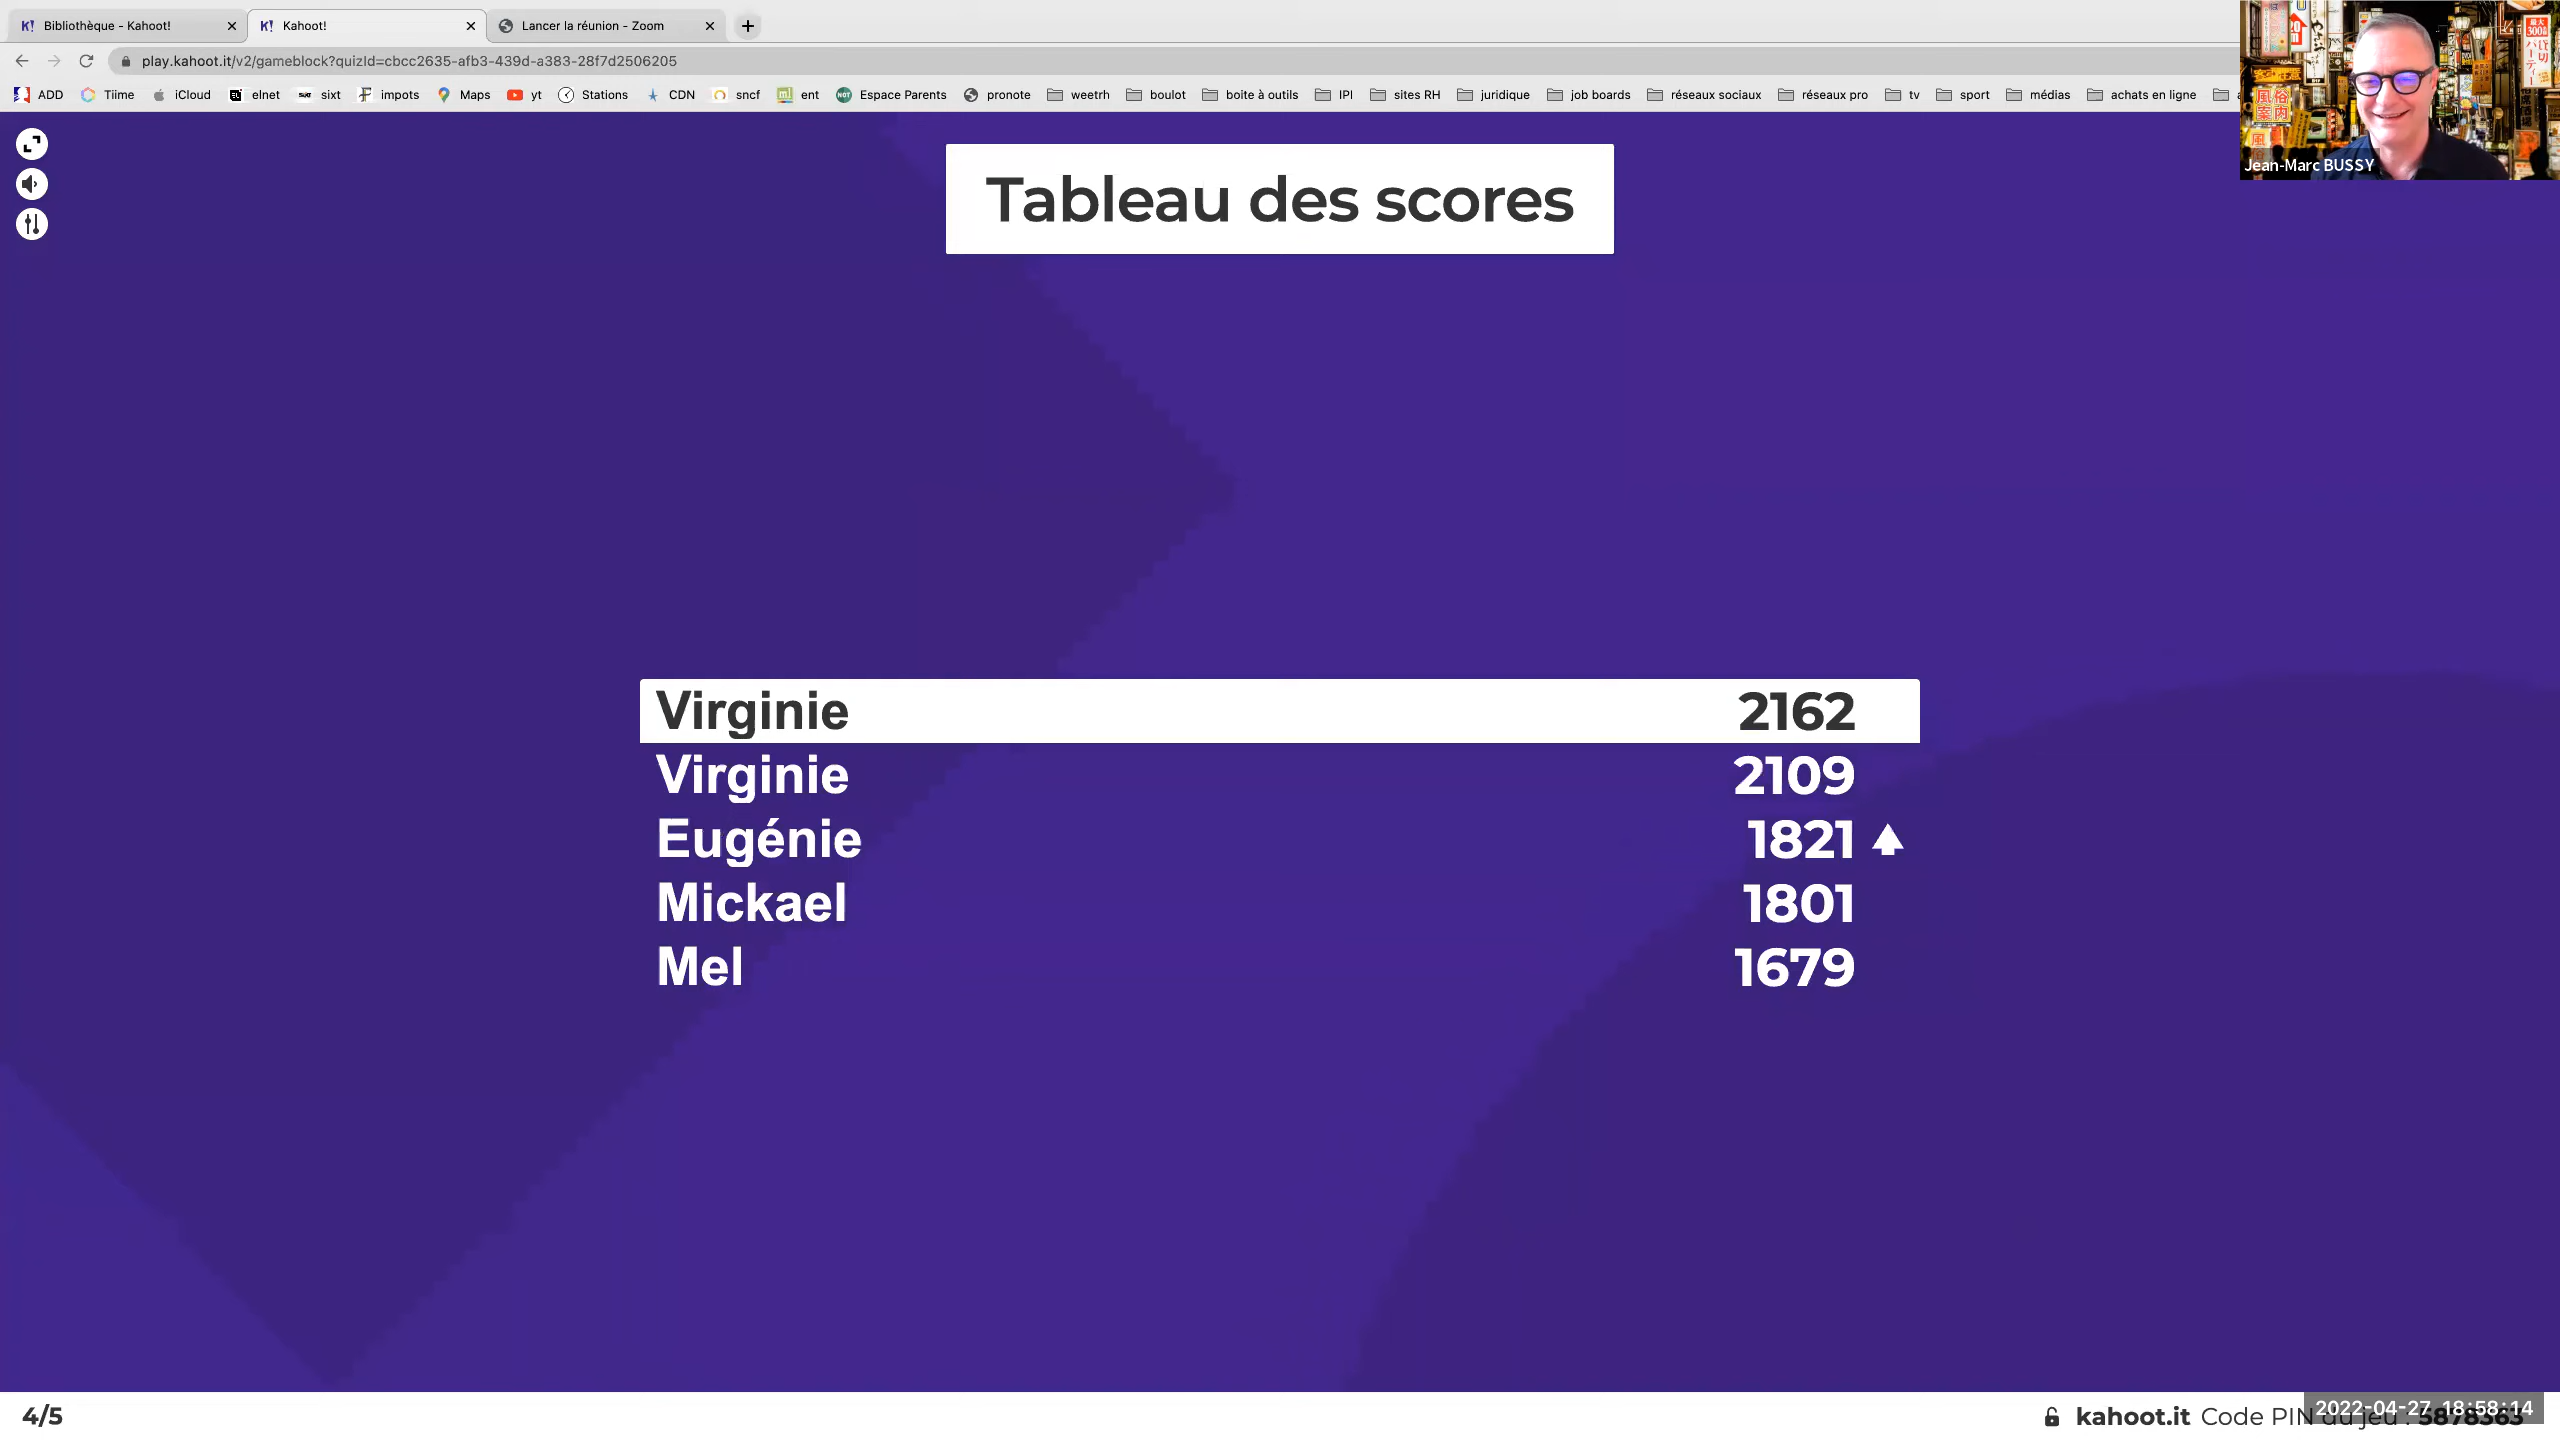 Bibliothèque - Kahoot!
Kahoot!
Lancer la réunion - Zoom
play.kahoot.it/v2/gameblock?quizId=cbcc2635-afb3-439d-a383-28f7d2506205
ADD Tiime iCloud elnet sixt impots Maps yt Stations CDN sncf ent Espace Parents pronote weetrh boulot boite à outils IPI sites RH juridique job boards réseaux sociaux réseaux pro tv sport médias achats en ligne
Jean-Marc BUSSY
Tableau des scores
Virginie 2162
Virginie 2109
Eugénie 1821
Mickael 1801
Mel 1679
4/5
kahoot.it Code PIN du jeu :
2022-04-27 18:58:14